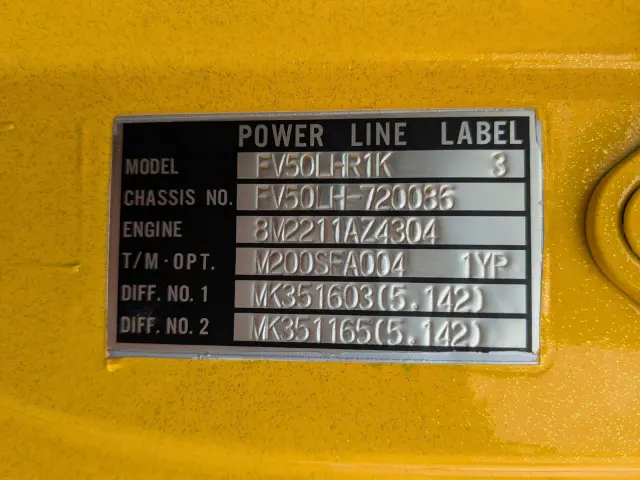 POWER LINE LABEL
MODEL FV50LHR1K 3
CHASSIS NO. FV50LH-720086
ENGINE 8M2211AZ4304
T/M·OPT. M200SFA004 1YP
DIFF. NO. 1 MK351603(5.142)
DIFF. NO. 2 MK351165(5.142)